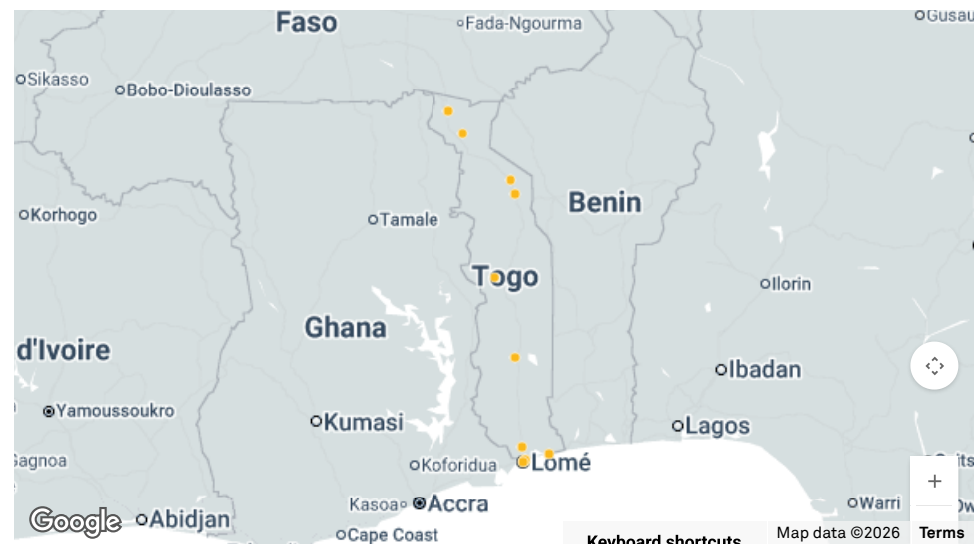 Faso
Fada-Ngourma
Gusau
Sikasso
Bobo-Dioulasso
Korhogo
Tamale
Benin
Togo
Ilorin
Ghana
d'Ivoire
Ibadan
Yamoussoukro
Kumasi
Lagos
Gagnoa
Koforidua
Lomé
Kasoa
Accra
Warri
Google
Abidjan
Cape Coast
Keyboard shortcuts
Map data ©2026
Terms